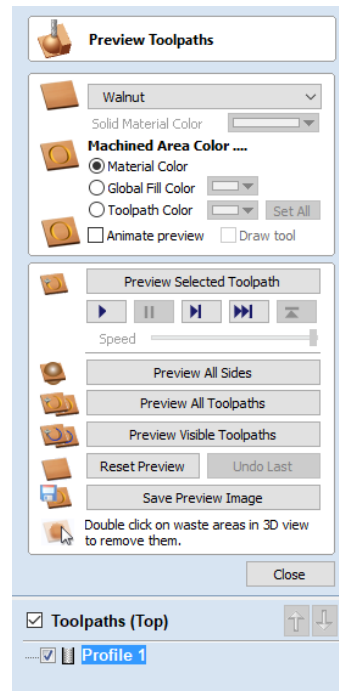 Preview Toolpaths
Walnut
Solid Material Color
Machined Area Color ....
Material Color
Global Fill Color
Toolpath Color
Set All
Animate preview
Draw tool
Preview Selected Toolpath
Speed
Preview All Sides
Preview All Toolpaths
Preview Visible Toolpaths
Reset Preview
Undo Last
Save Preview Image
Double click on waste areas in 3D view
to remove them.
Close
Toolpaths (Top)
Profile 1